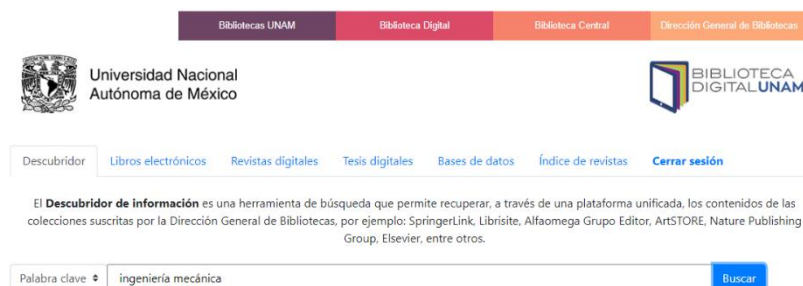 Bibliotecas UNAM Biblioteca Digital Biblioteca Central Dirección General de Bibliotecas
Universidad Nacional
Autónoma de México
BIBLIOTECA
DIGITALUNAM
Descubridor Libros electrónicos Revistas digitales Tesis digitales Bases de datos Índice de revistas Cerrar sesión
El Descubridor de información es una herramienta de búsqueda que permite recuperar, a través de una plataforma unificada, los contenidos de las
colecciones suscritas por la Dirección General de Bibliotecas, por ejemplo: SpringerLink, Librisite, Alfaomega Grupo Editor, ArtSTORE, Nature Publishing
Group, Elsevier, entre otros.
Palabra clave ingeniería mecánica Buscar